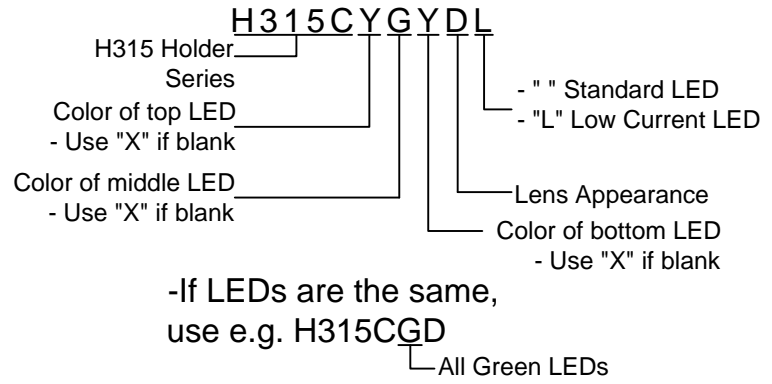 H315CYGYDL
H315 Holder
Series
- " " Standard LED
- "L" Low Current LED
Color of top LED
- Use "X" if blank
Color of middle LED
- Use "X" if blank
Lens Appearance
Color of bottom LED
- Use "X" if blank
-If LEDs are the same,
use e.g. H315CGD
All Green LEDs